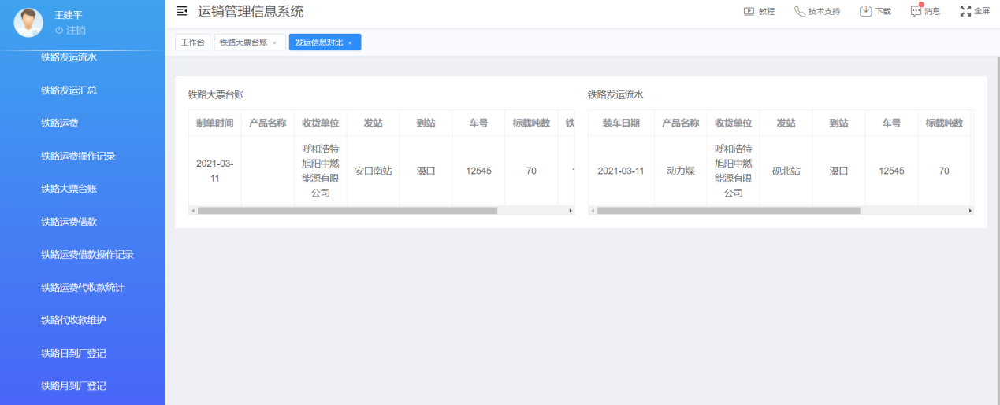 王建平
注销
铁路发运流水
铁路发运汇总
铁路运费
铁路运费操作记录
铁路大票台账
铁路运费借款
铁路运费借款操作记录
铁路运费代收款统计
铁路代收款维护
铁路日到厂登记
铁路月到厂登记
运销管理信息系统
教程 技术支持 下载 消息 全屏
工作台 铁路大票台账 × 发运信息对比 ×
铁路大票台账
制单时间 产品名称 收货单位 发站 到站 车号 标载吨数 铁
2021-03-
11
呼和浩特
旭阳中燃
能源有限
公司
安口南站 滠口 12545 70
铁路发运流水
装车日期 产品名称 收货单位 发站 到站 车号 标载吨数
2021-03-11 动力煤
呼和浩特
旭阳中燃
能源有限
公司
砚北站 滠口 12545 70